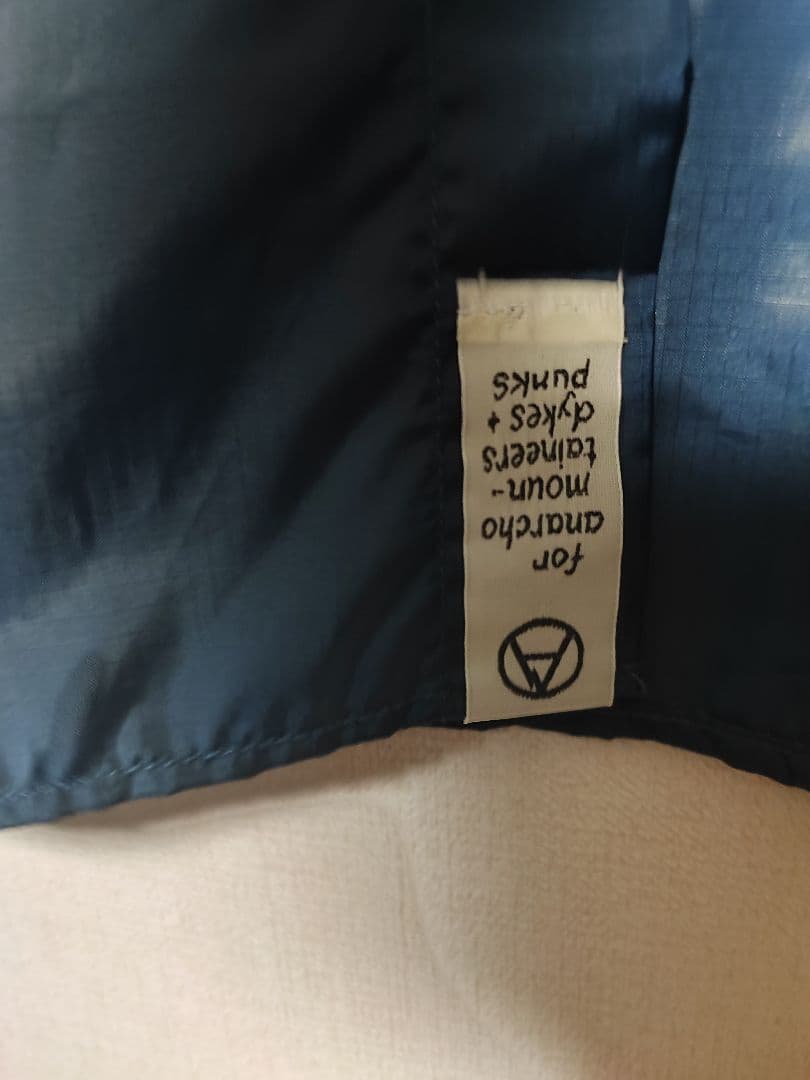 for
anarcho
moun-
taineers
dykes +
punks